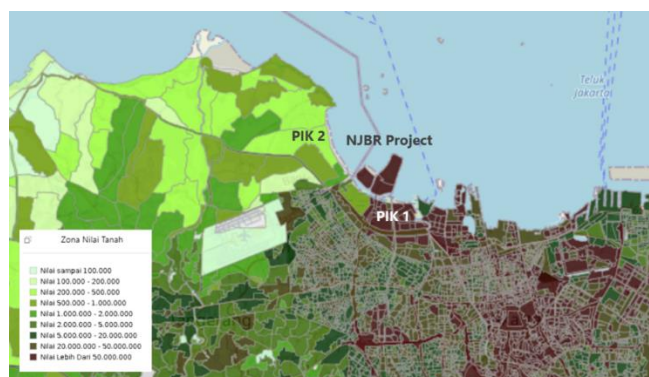 Teluk
Jakarta
PIK 2
NJBR Project
PIK 1
Zona Nilai Tanah
Nilai sampai 100.000
Nilai 100,000 - 200.000
Nilai 200.000 - 500.000
Nilai 500.000 - 1.000.000
Nilai 1.000.000 - 2.000.000
Nilai 2.000.000 - 5.000.000
Nilai 5.000.000 - 20.000.000
Nilai 20.000.000 - 50.000.000
Nilai Lebih Dari 50.000.000